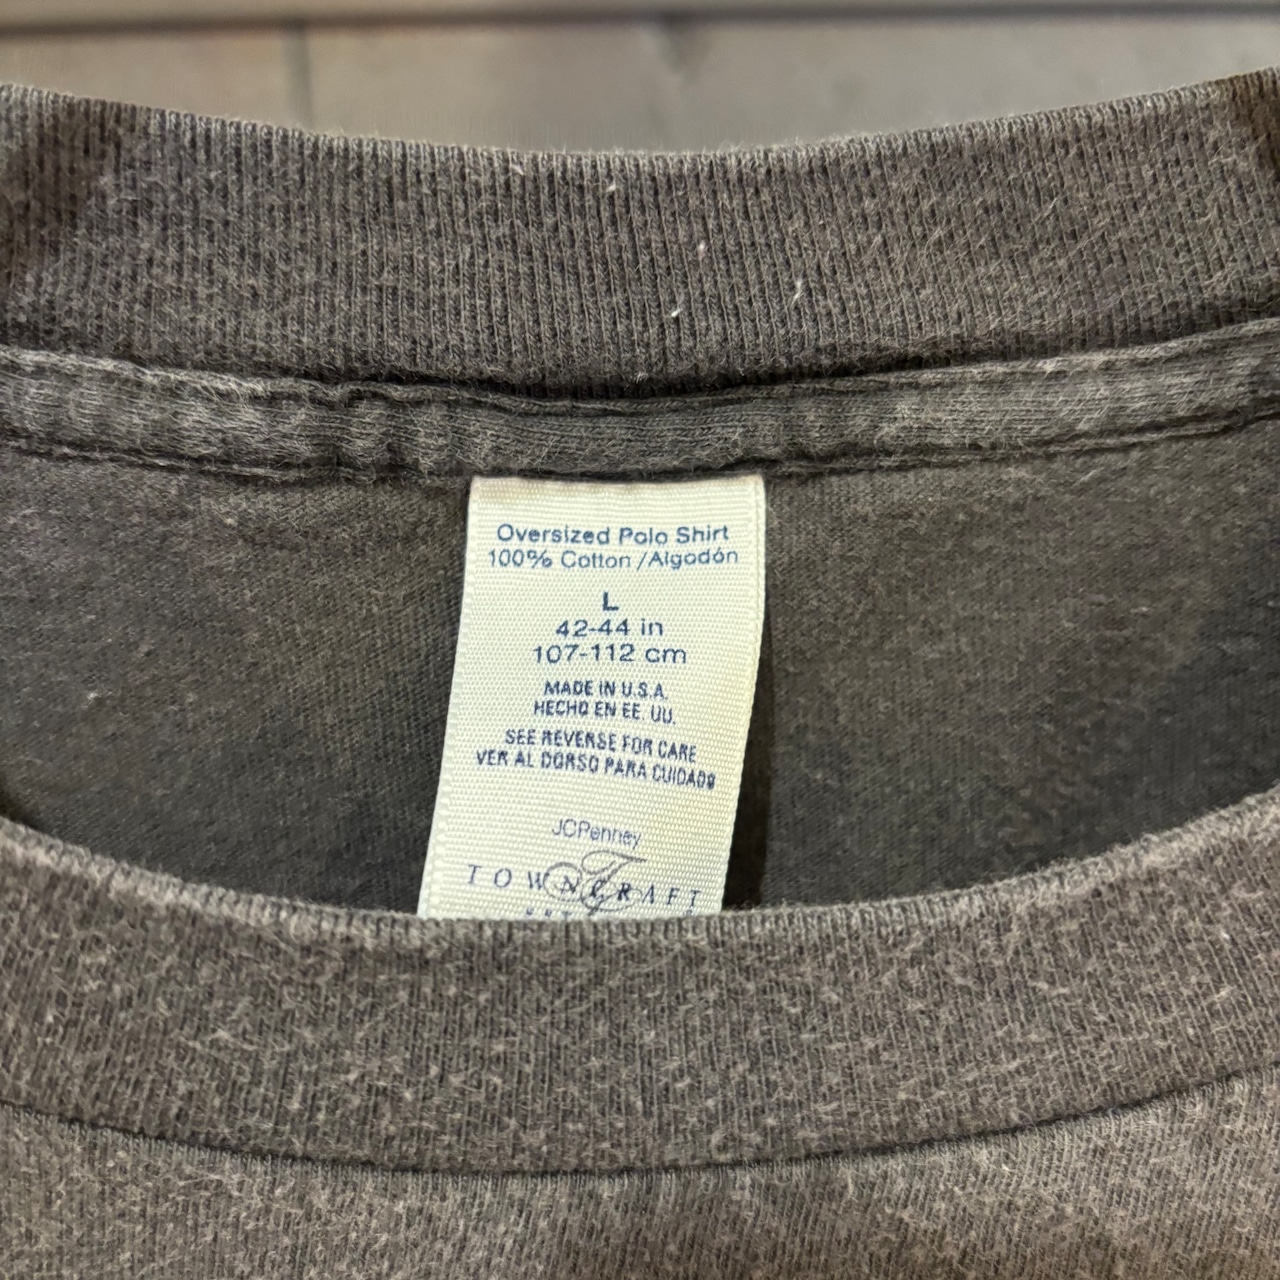 Oversized Polo Shirt
100% Cotton /Algodón
L
42-44 in
107-112 cm
MADE IN U.S.A.
HECHO EN EE. UU.
SEE REVERSE FOR CARE
VER AL DORSO PARA CUIDADO
JCPenney
TOWNCRAFT